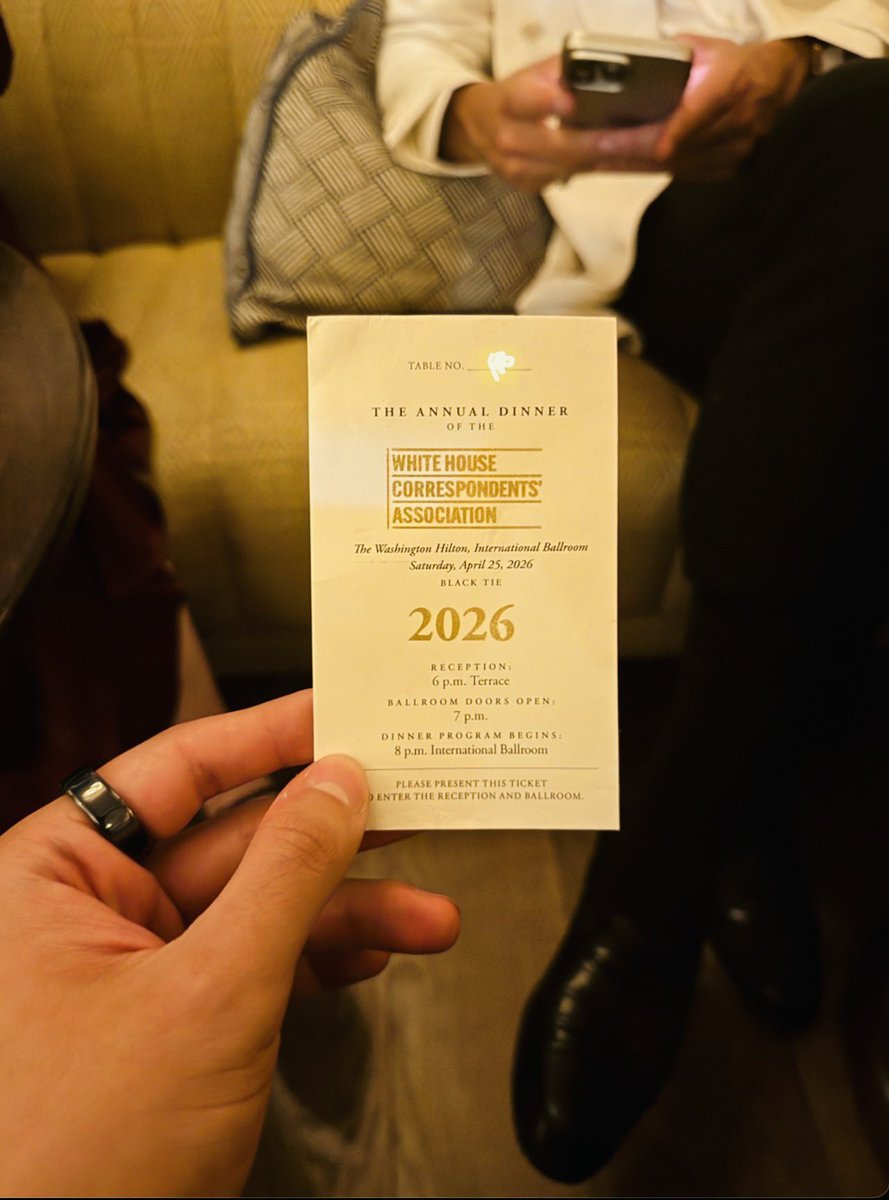 TABLE NO.
THE ANNUAL DINNER
OF THE
WHITE HOUSE
CORRESPONDENTS'
ASSOCIATION
The Washington Hilton, International Ballroom
Saturday, April 25, 2026
BLACK TIE
2026
RECEPTION:
6 p.m. Terrace
BALLROOM DOORS OPEN:
7 p.m.
DINNER PROGRAM BEGINS:
8 p.m. International Ballroom
PLEASE PRESENT THIS TICKET
ENTER THE RECEPTION AND BALLROOM.